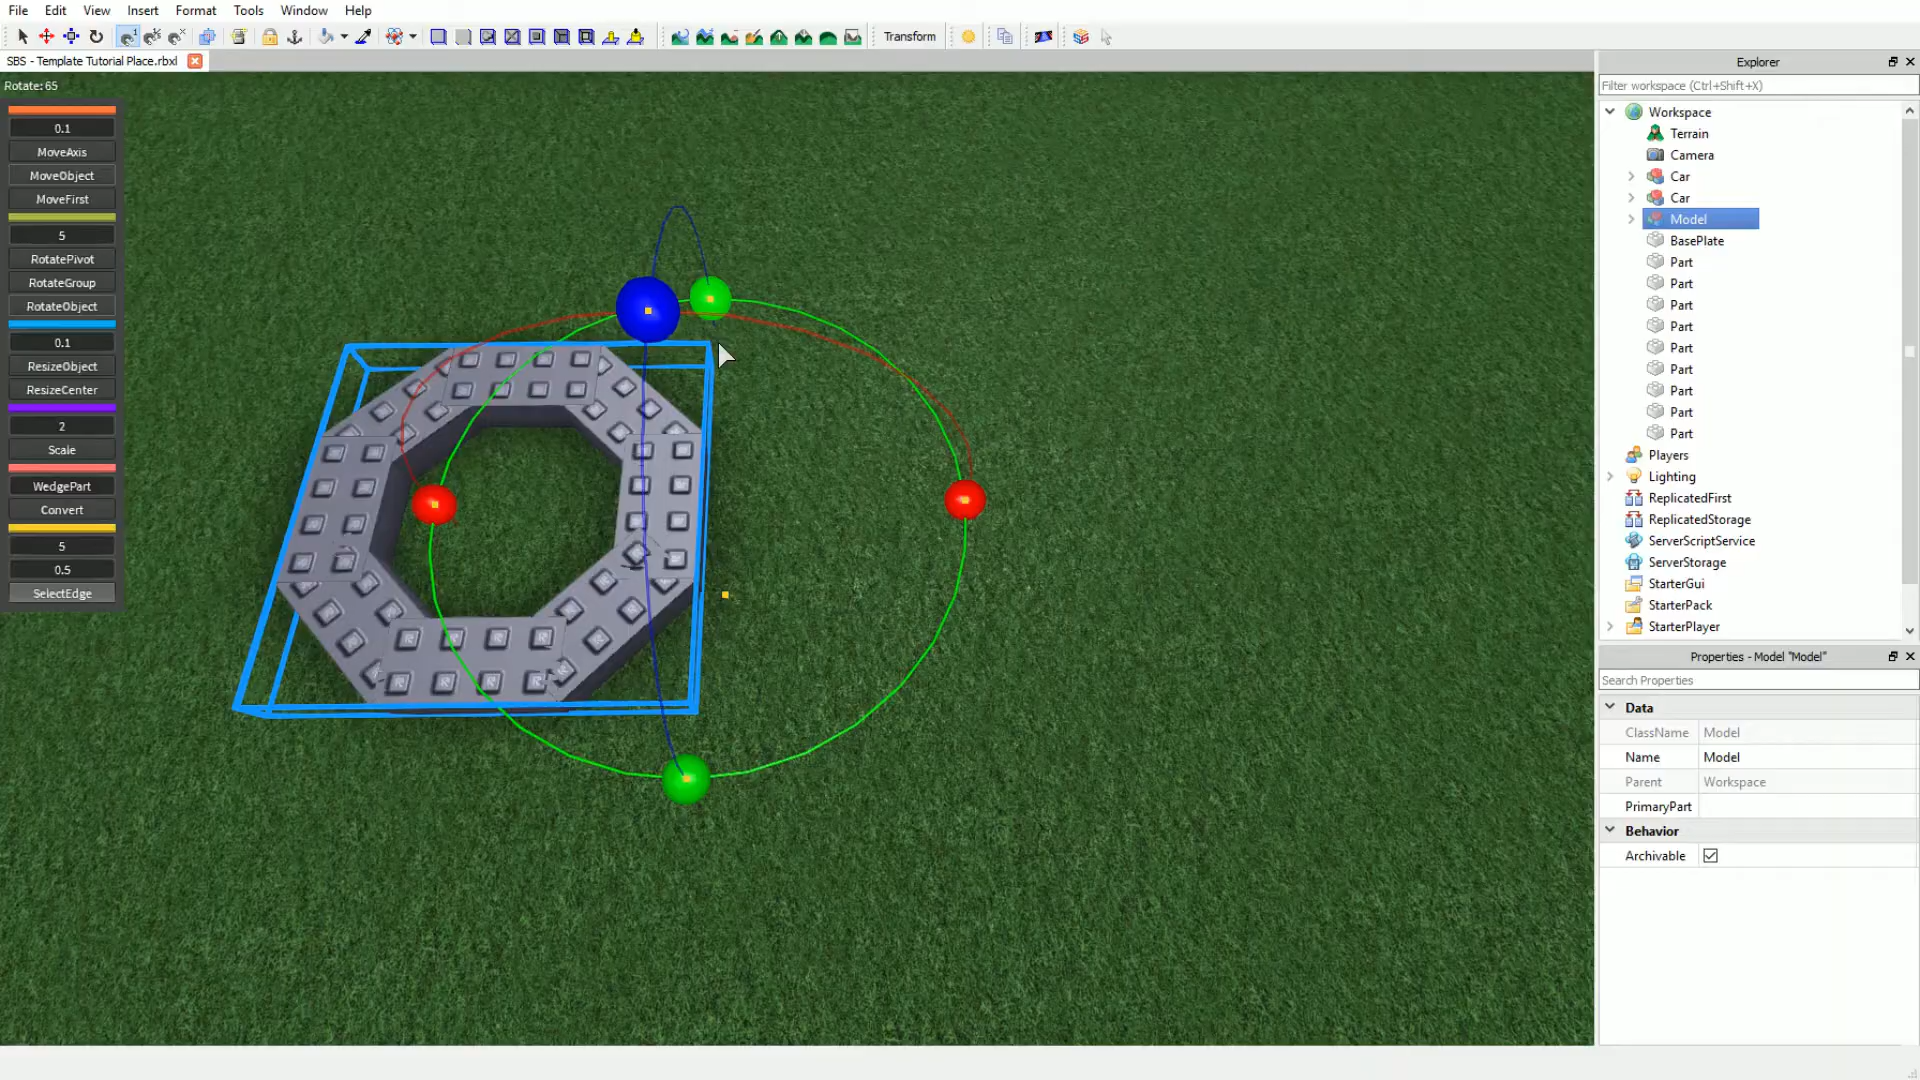 File Edit View Insert Format Tools Window Help
Transform
SBS - Template Tutorial Place.rbxl
Rotate: 65
0.1
MoveAxis
MoveObject
MoveFirst
5
RotatePivot
RotateGroup
RotateObject
0.1
ResizeObject
ResizeCenter
2
Scale
WedgePart
Convert
5
0.5
SelectEdge
Explorer
Filter workspace (Ctrl+Shift+X)
Workspace
Terrain
Camera
Car
Car
Model
BasePlate
Part
Part
Part
Part
Part
Part
Part
Part
Part
Players
Lighting
ReplicatedFirst
ReplicatedStorage
ServerScriptService
ServerStorage
StarterGui
StarterPack
StarterPlayer
Properties - Model "Model"
Search Properties
Data
ClassName Model
Name Model
Parent Workspace
PrimaryPart
Behavior
Archivable